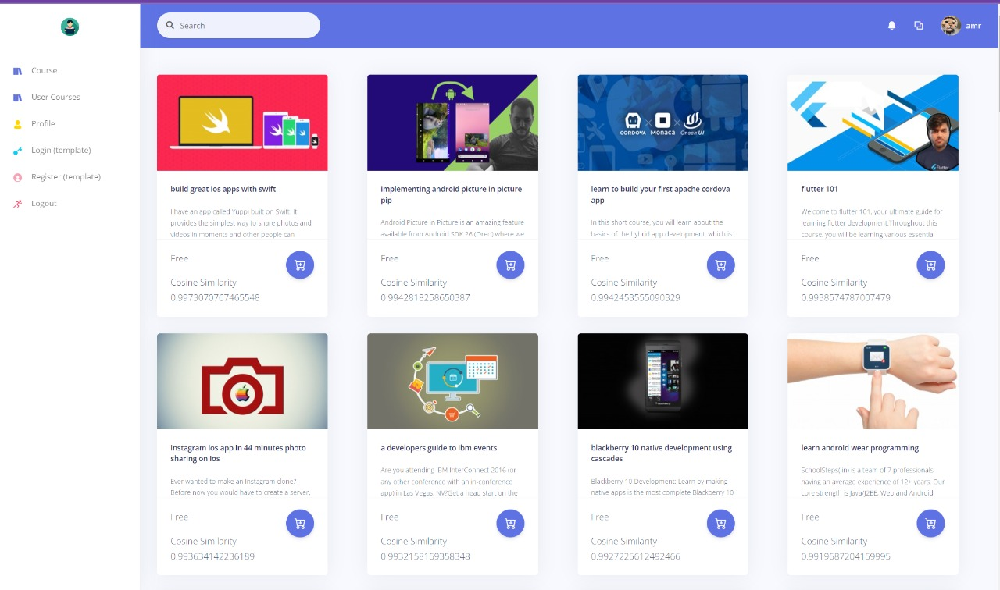 Search
amr
Course
User Courses
Profile
Login (template)
Register (template)
Logout
CORDOVA
MONACA
Onsen UI
Flutter
build great ios apps with swift
I have an app called Yuppi built on Swift. It
provides the simplest way to share photos and
videos in moments and other people can
Free
Cosine Similarity
0.9973070767465548
implementing android picture in picture
pip
Android Picture in Picture is an amazing feature
available from Android SDK 26 (Oreo) where we
Free
Cosine Similarity
0.9942818258650387
learn to build your first apache cordova
app
In this short course, you will learn about the
basics of the hybrid app development, which is
Free
Cosine Similarity
0.9942453555090329
flutter 101
Welcome to flutter 101, your ultimate guide for
learning flutter development.Throughout this
course, you will be learning various essential
Free
Cosine Similarity
0.9938574787007479
instagram ios app in 44 minutes photo
sharing on ios
Ever wanted to make an Instagram clone?
Before now you would have to create a server,
Free
Cosine Similarity
0.993634142236189
a developers guide to ibm events
Are you attending IBM InterConnect 2016 (or
any other conference with an in-conference
app) in Las Vegas, NV?Get a head start on the
Free
Cosine Similarity
0.9932158169358348
blackberry 10 native development using
cascades
Blackberry 10 Development: Learn by making
native apps is the most complete Blackberry 10
Free
Cosine Similarity
0.9927225612492466
learn android wear programming
SchoolSteps( in) is a team of 7 professionals
having an average experience of 12+ years. Our
core strength is Java/J2EE, Web and Android
Free
Cosine Similarity
0.9919687204159995